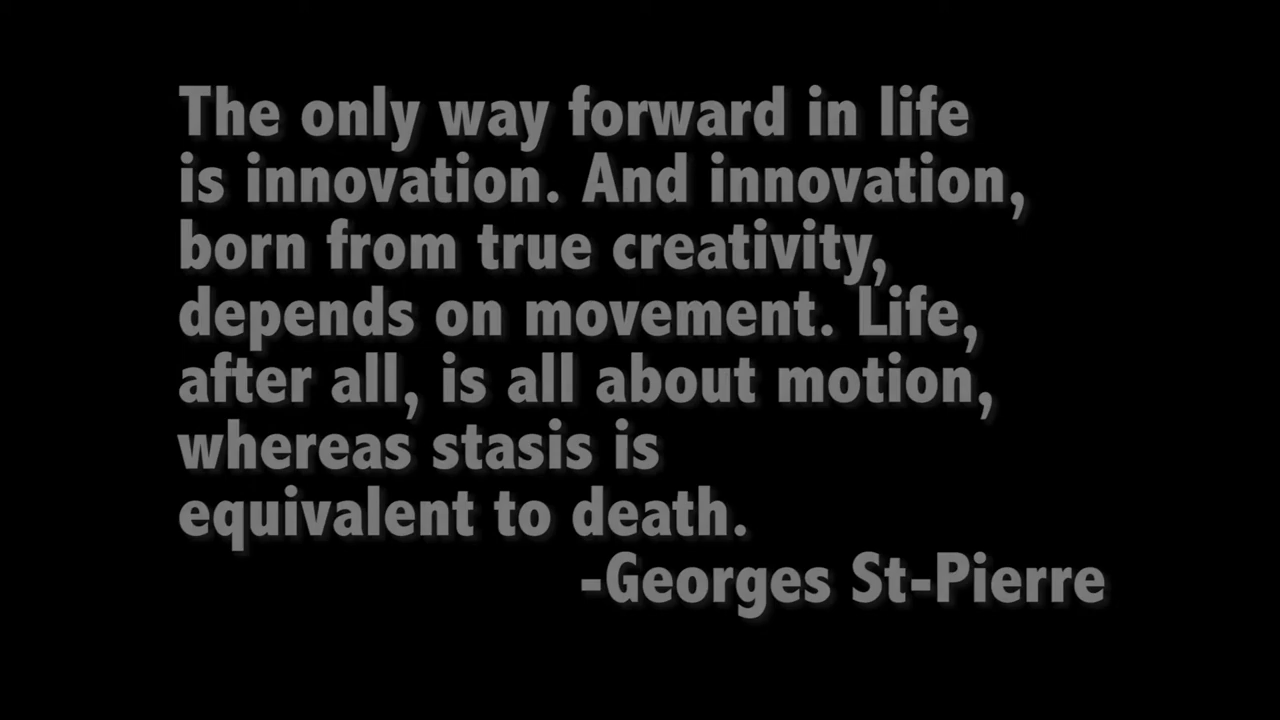 The only way forward in life
is innovation. And innovation,
born from true creativity,
depends on movement. Life,
after all, is all about motion,
whereas stasis is
equivalent to death.
-Georges St-Pierre